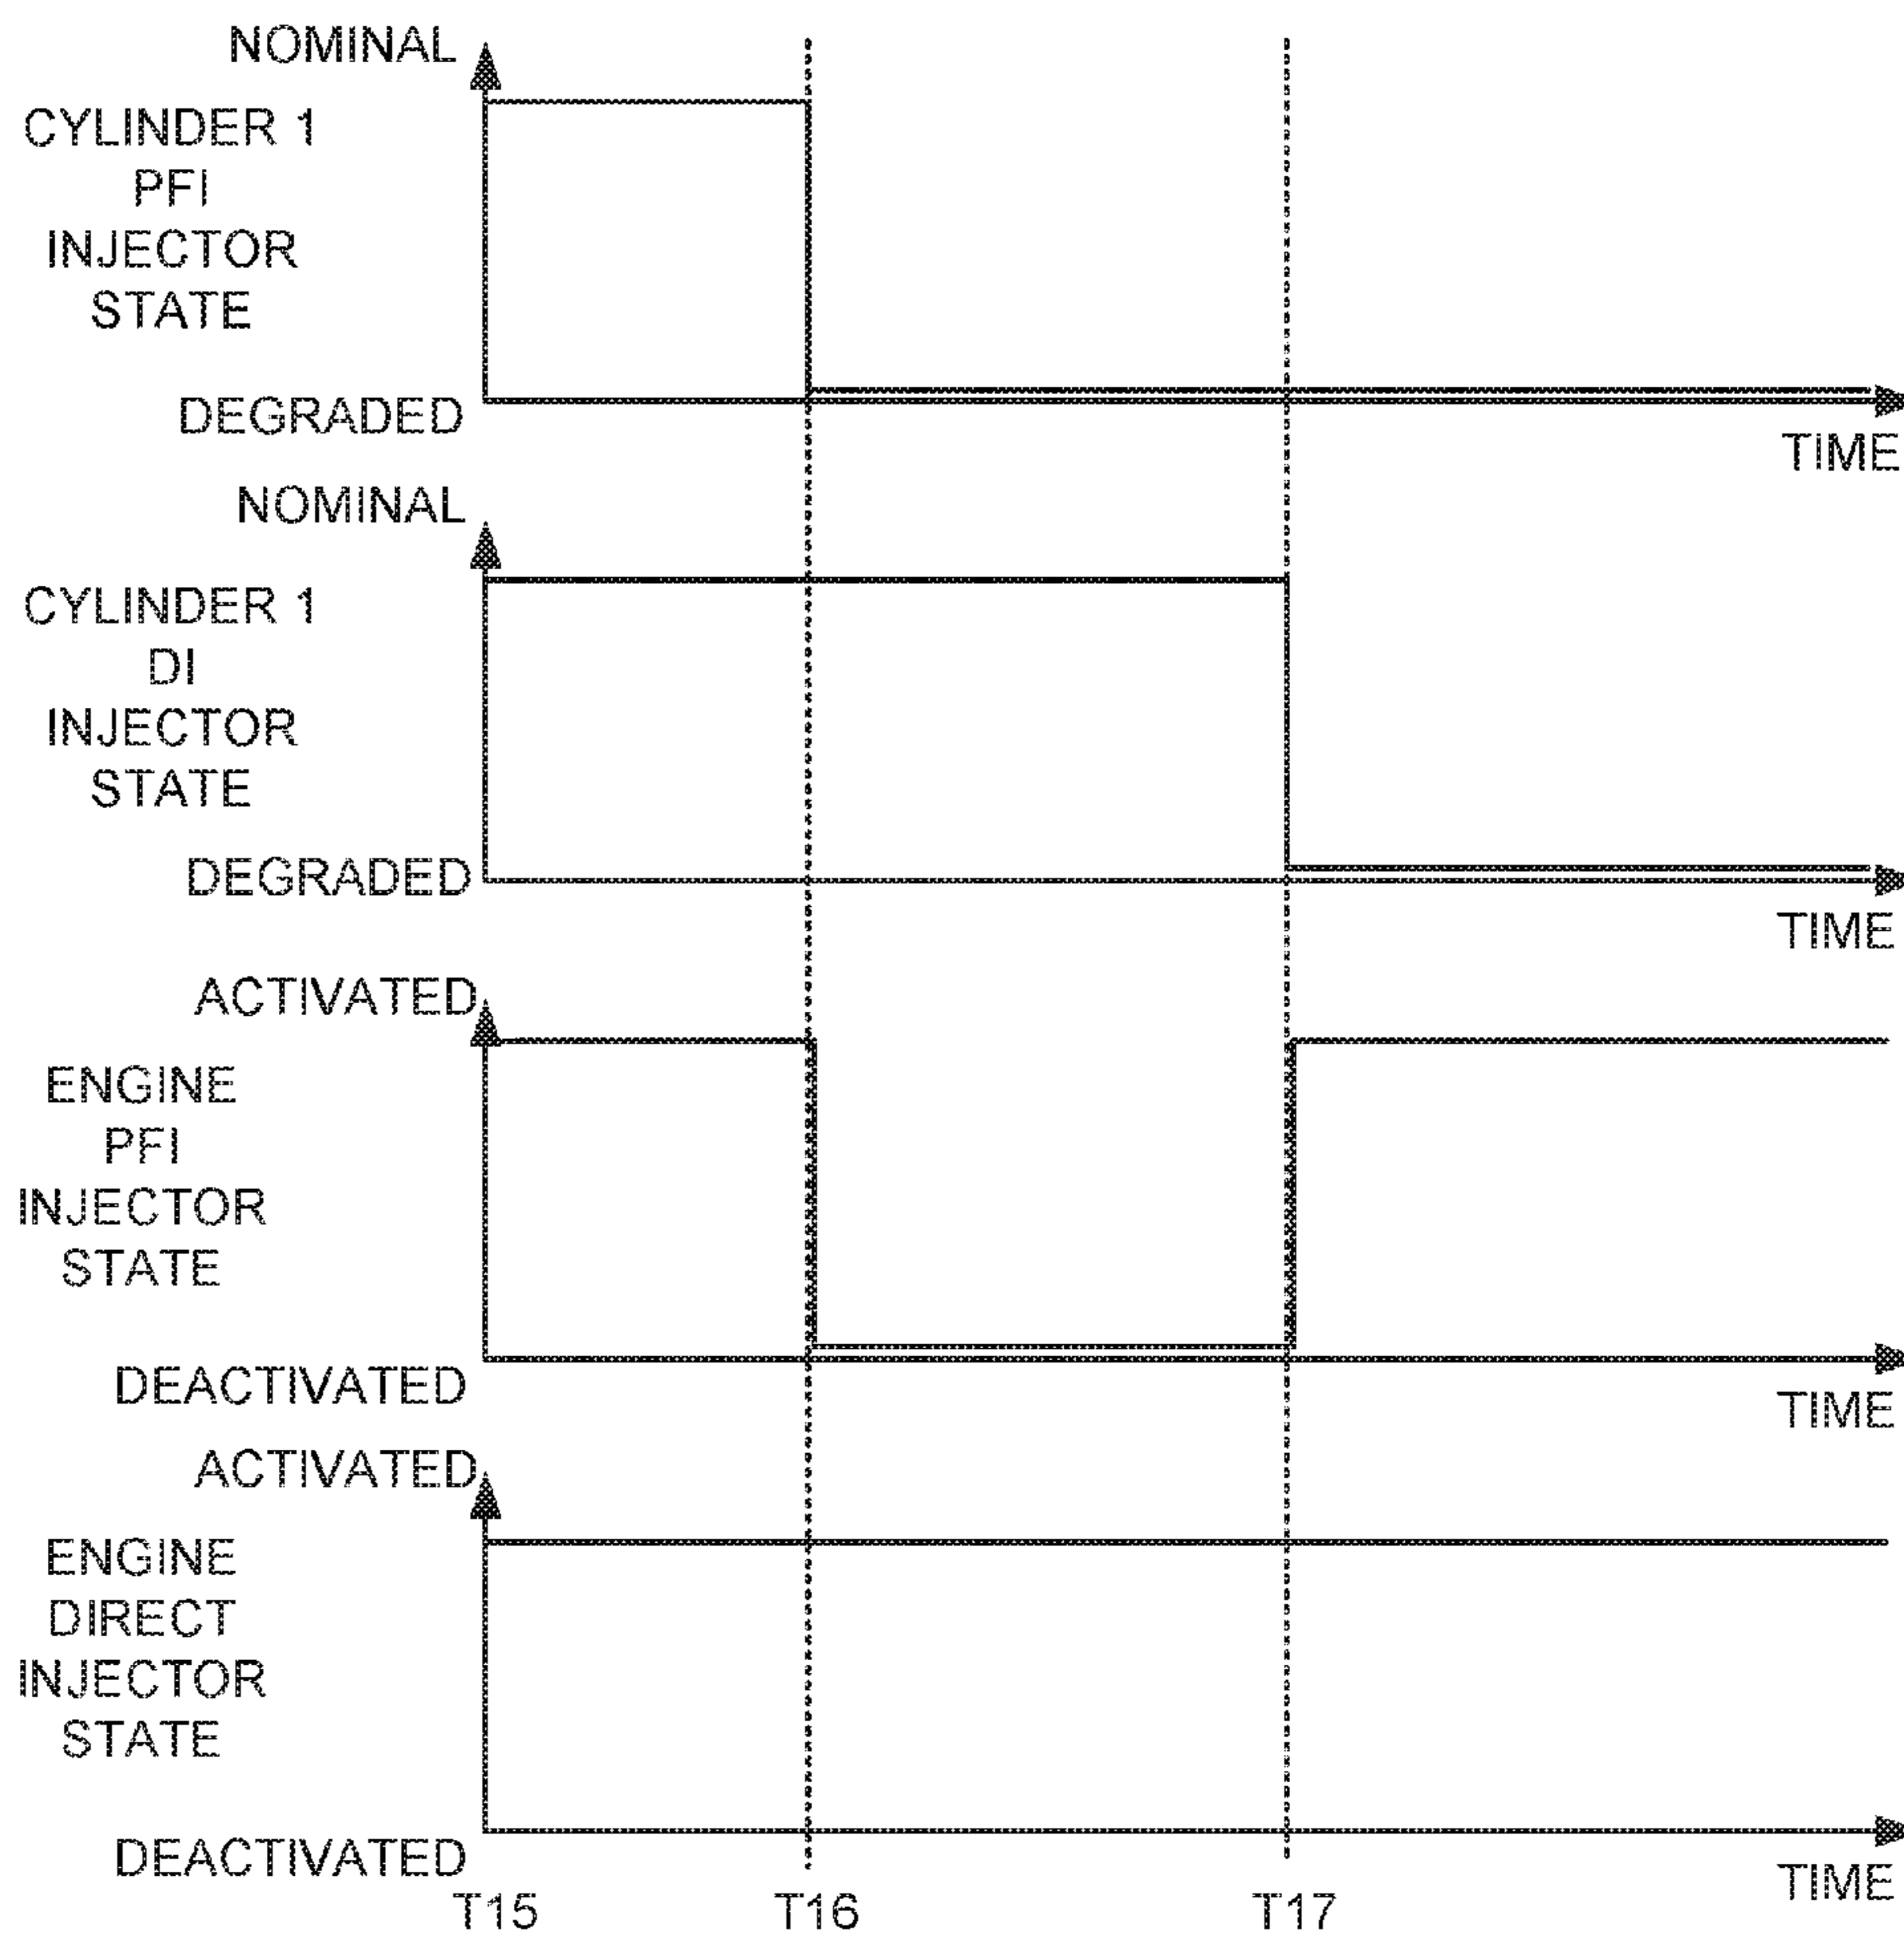 NOMINAL
CYLINDER 1
PFI
INJECTOR
STATE
DEGRADED
TIME
NOMINAL
CYLINDER 1
DI
INJECTOR
STATE
DEGRADED
TIME
ACTIVATED
ENGINE
PFI
INJECTOR
STATE
DEACTIVATED
TIME
ACTIVATED
ENGINE
DIRECT
INJECTOR
STATE
DEACTIVATED
TIME
T15 T16 T17